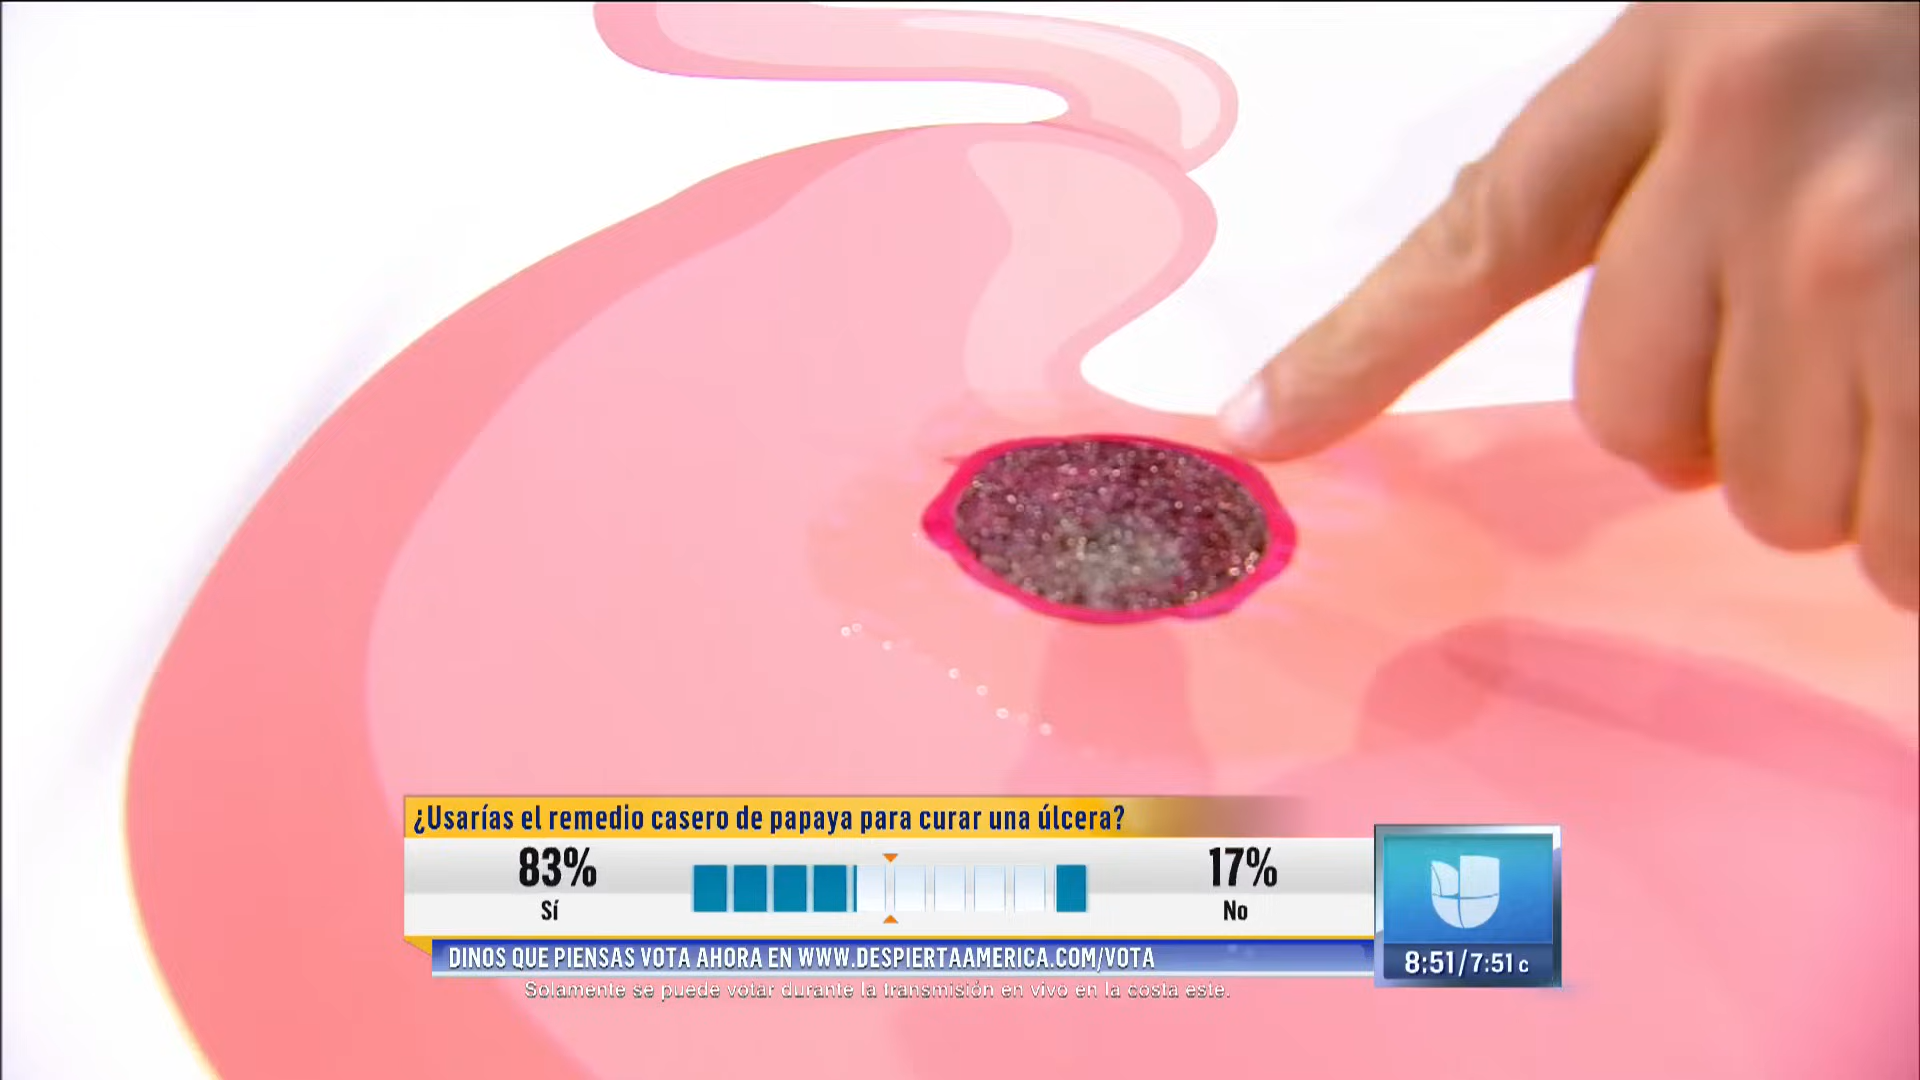 ¿Usarías el remedio casero de papaya para curar una úlcera?
83%
Sí
17%
No
DINOS QUE PIENSAS VOTA AHORA EN WWW.DESPIERTAAMERICA.COM/VOTA
8:51/7:51c
Solamente se puede votar durante la transmisión en vivo en la costa este.